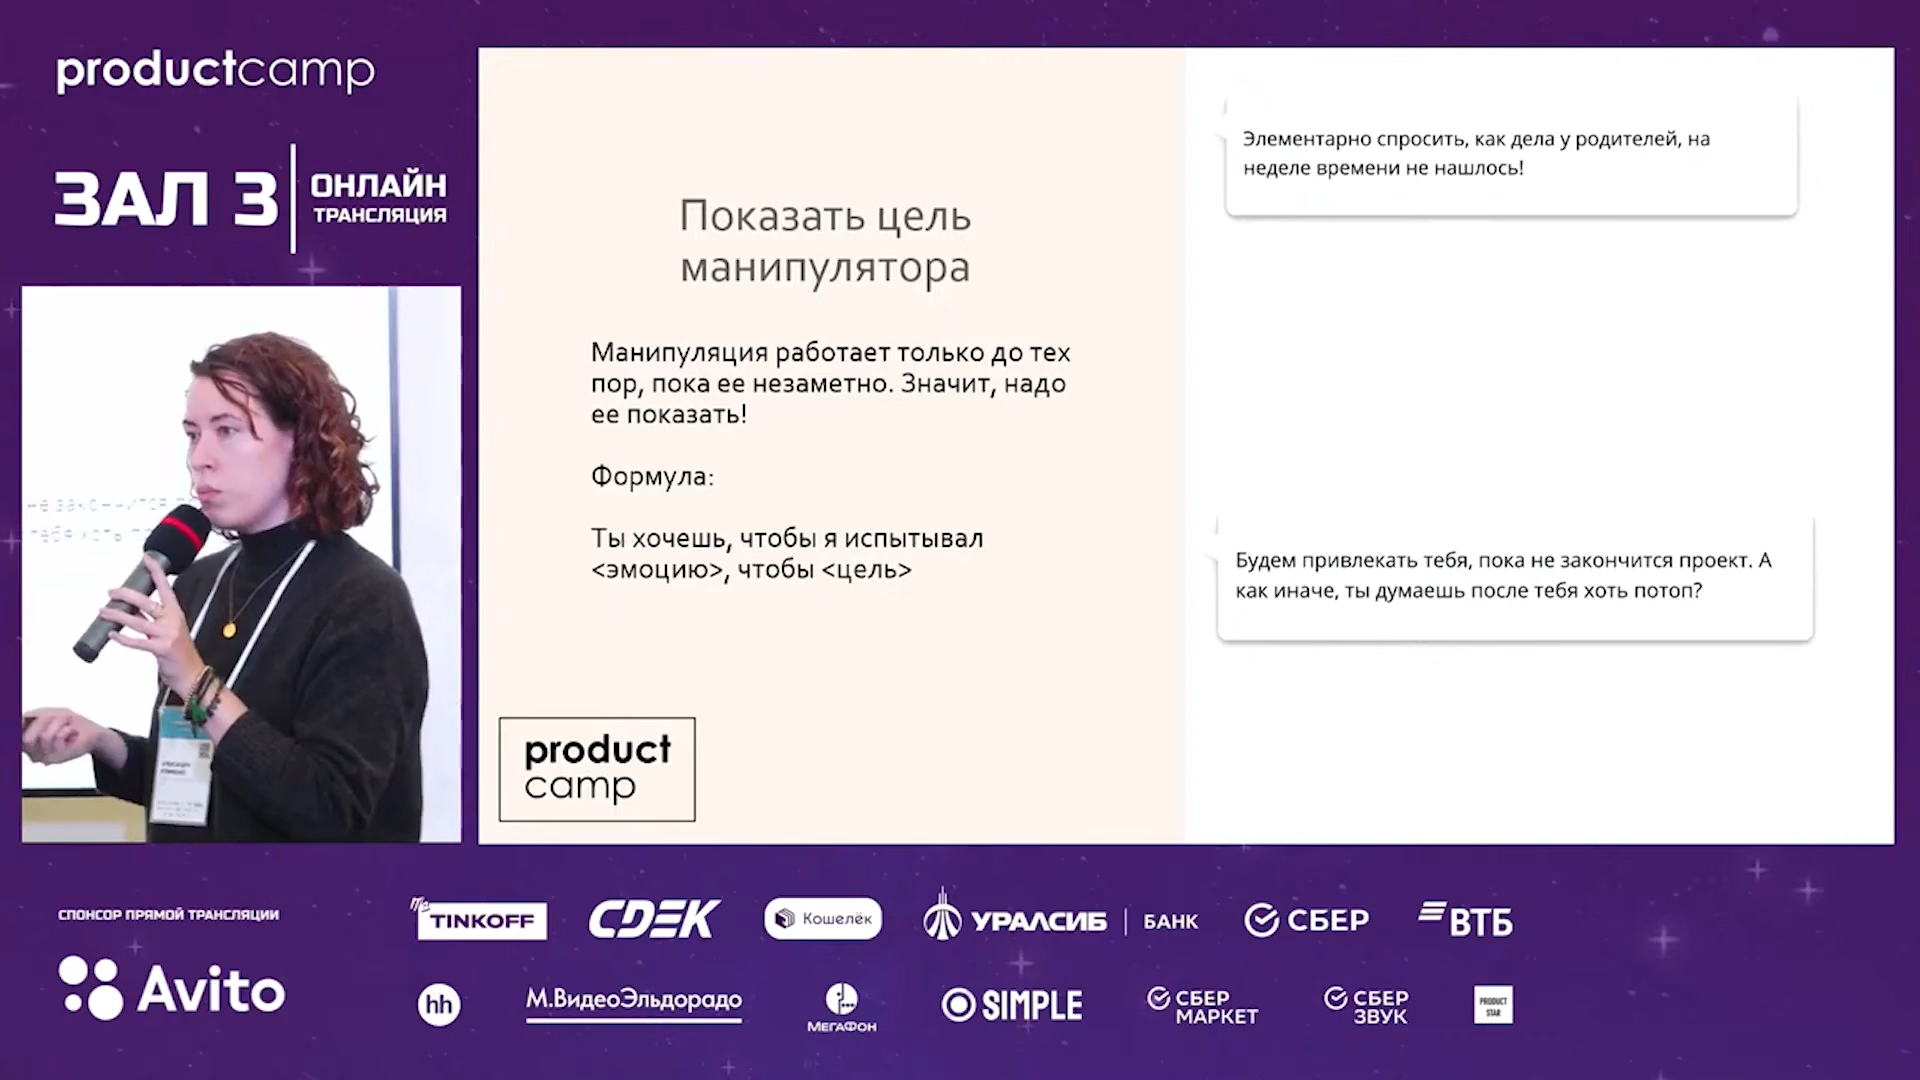 productcamp
ЗАЛ 3
ОНЛАЙН
ТРАНСЛЯЦИЯ
Показать цель
манипулятора
Манипуляция работает только до тех
пор, пока ее незаметно. Значит, надо
ее показать!
Формула:
Ты хочешь, чтобы я испытывал
<эмоцию>, чтобы <цель>
product
camp
Элементарно спросить, как дела у родителей, на
неделе времени не нашлось!
Будем привлекать тебя, пока не закончится проект. А
как иначе, ты думаешь после тебя хоть потоп?
СПОНСОР ПРЯМОЙ ТРАНСЛЯЦИИ
Avito
TINKOFF
CDEK
Кошелёк
УРАЛСИБ | БАНК
СБЕР
ВТБ
hh
М.ВидеоЭльдорадо
МЕГАФОН
SIMPLE
СБЕР
МАРКЕТ
СБЕР
ЗВУК
PRODUCT
STAR